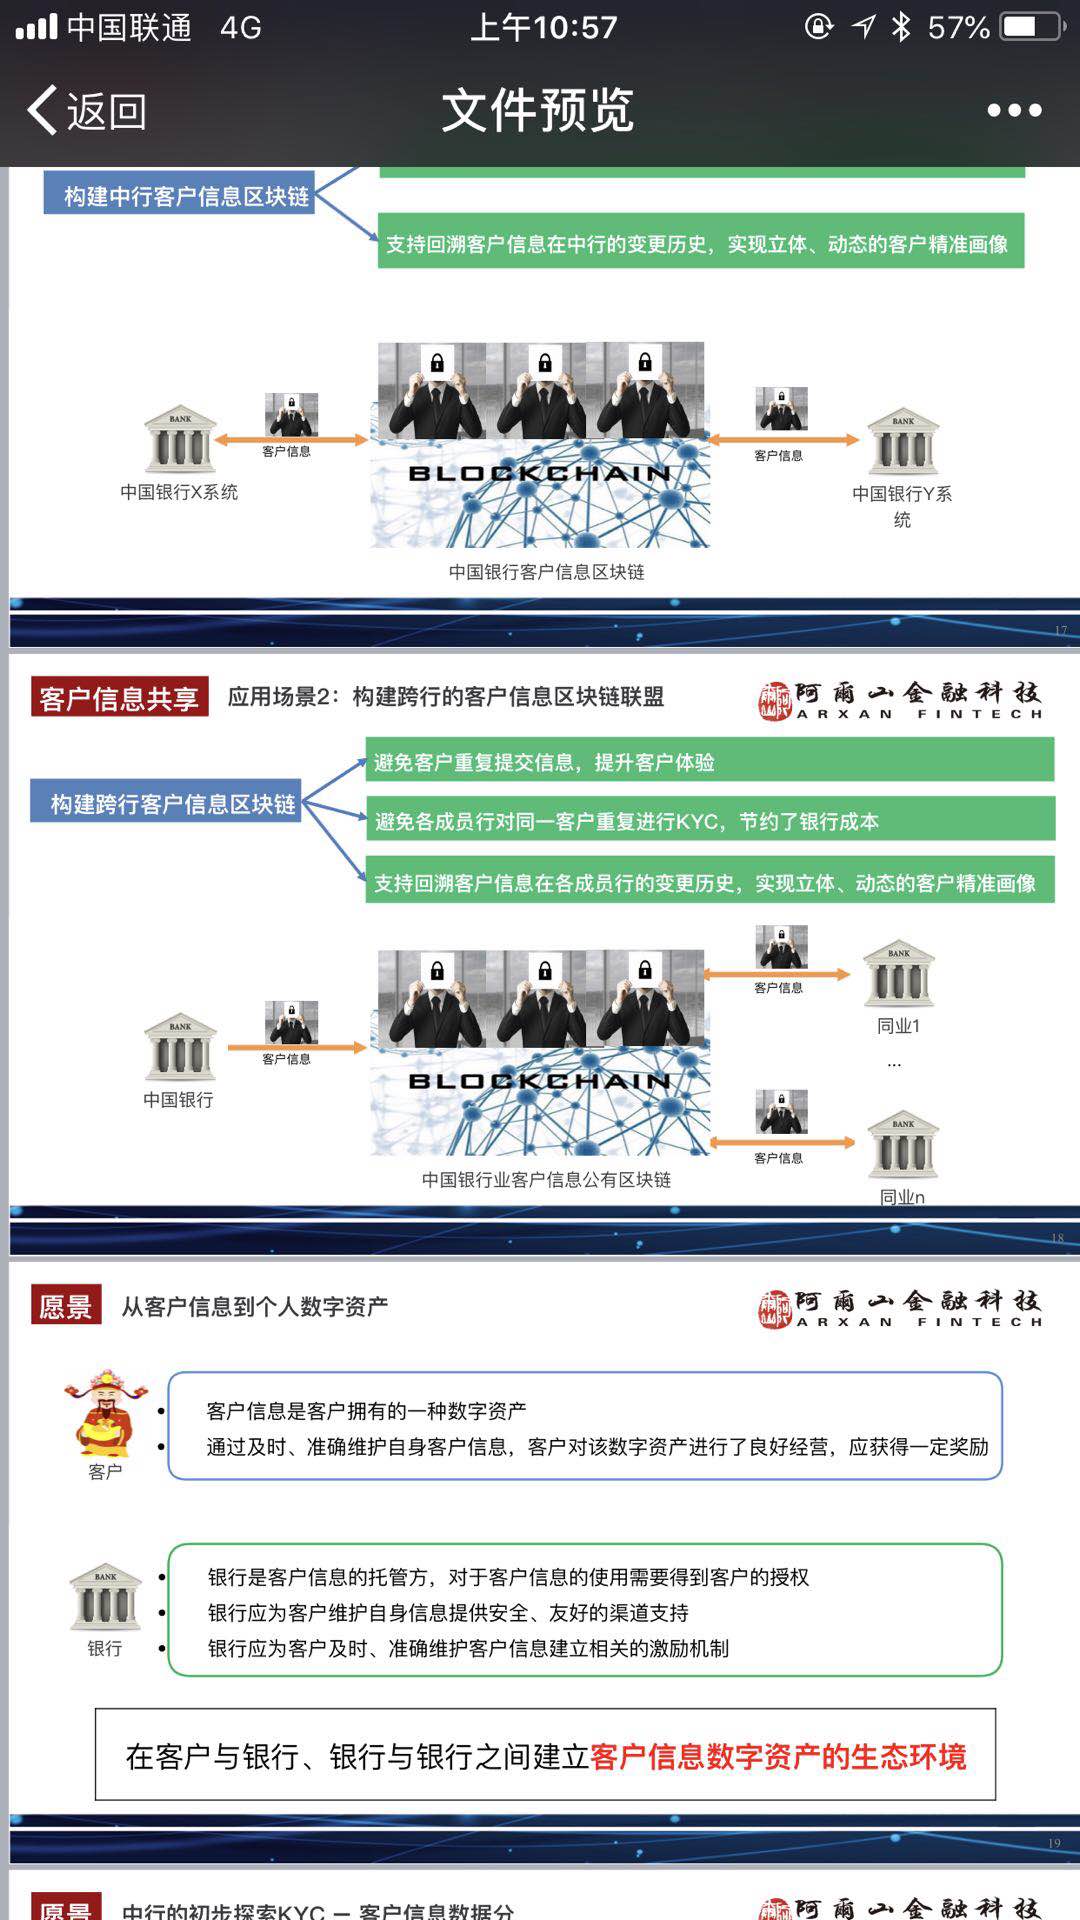 中国联通 4G 上午10:57 57%
返回 文件预览
构建中行客户信息区块链
支持回溯客户信息在中行的变更历史，实现立体、动态的客户精准画像
BANK
客户信息
中国银行X系统
BLOCKCHAIN
客户信息
BANK
中国银行Y系
统
中国银行客户信息区块链
17
客户信息共享 应用场景2：构建跨行的客户信息区块链联盟
阿尔山金融科技
ARXAN FINTECH
避免客户重复提交信息，提升客户体验
构建跨行客户信息区块链
避免各成员行对同一客户重复进行KYC，节约了银行成本
支持回溯客户信息在各成员行的变更历史，实现立体、动态的客户精准画像
BANK
客户信息
中国银行
BLOCKCHAIN
客户信息
BANK
同业1
...
客户信息
BANK
同业n
中国银行业客户信息公有区块链
18
愿景 从客户信息到个人数字资产
阿爾山金融科技
ARXAN FINTECH
客户
• 客户信息是客户拥有的一种数字资产
• 通过及时、准确维护自身客户信息，客户对该数字资产进行了良好经营，应获得一定奖励
BANK
银行
• 银行是客户信息的托管方，对于客户信息的使用需要得到客户的授权
• 银行应为客户维护自身信息提供安全、友好的渠道支持
• 银行应为客户及时、准确维护客户信息建立相关的激励机制
在客户与银行、银行与银行之间建立客户信息数字资产的生态环境
19
愿景 中行的初步探索KYC — 客户信息数据分
阿爾山金融科技